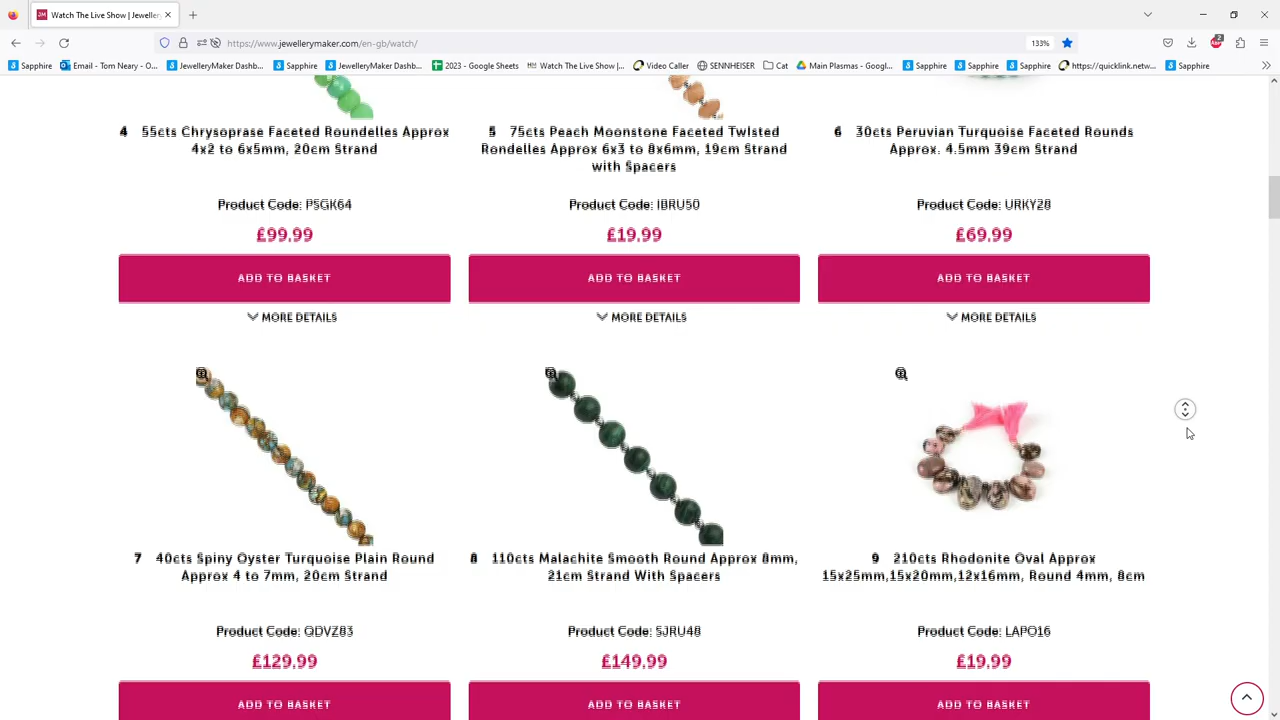 Watch The Live Show | Jeweller
https://www.jewellerymaker.com/ex-gb/watch/
133%
2
Sapphire
Email - Tom Neary - O...
JewelleryMaker Dashb...
Sapphire
JewelleryMaker Dashb...
2023 - Google Sheets
Watch The Live Show |...
Video Caller
SENNHEISER
Cat
Main Plasmas - Googl...
Sapphire
Sapphire
Sapphire
https://quicklink.netw...
Sapphire
4 55cts Chrysoprase Faceted Roundelles Approx
4x2 to 6x5mm, 20cm Strand
Product Code: PSGK64
£99.99
ADD TO BASKET
MORE DETAILS
5 75cts Peach Moonstone Faceted Twisted
Rondelles Approx 6x3 to 8x6mm, 19cm Strand
with Spacers
Product Code: IBRU50
£19.99
ADD TO BASKET
MORE DETAILS
6 30cts Peruvian Turquoise Faceted Rounds
Approx. 4.5mm 39cm Strand
Product Code: URKY28
£69.99
ADD TO BASKET
MORE DETAILS
7 40cts Spiny Oyster Turquoise Plain Round
Approx 4 to 7mm, 20cm Strand
Product Code: QDVZ83
£129.99
ADD TO BASKET
8 110cts Malachite Smooth Round Approx 8mm,
21cm Strand With Spacers
Product Code: SJRU48
£149.99
ADD TO BASKET
9 210cts Rhodonite Oval Approx
15x25mm,15x20mm,12x16mm, Round 4mm, 8cm
Product Code: LAPO16
£19.99
ADD TO BASKET